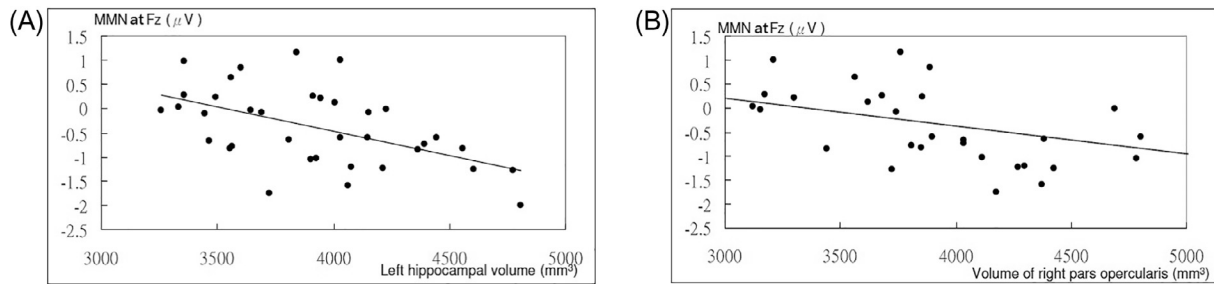 (A)
MMN at Fz ( μV )
1.5
1
0.5
0
-0.5
-1
-1.5
-2
-2.5
3000 3500 4000 4500 5000
Left hippocampal volume (mm³)
(B)
MMN at Fz ( μV )
1.5
1
0.5
0
-0.5
-1
-1.5
-2
-2.5
3000 3500 4000 4500 5000
Volume of right pars opercularis (mm³)